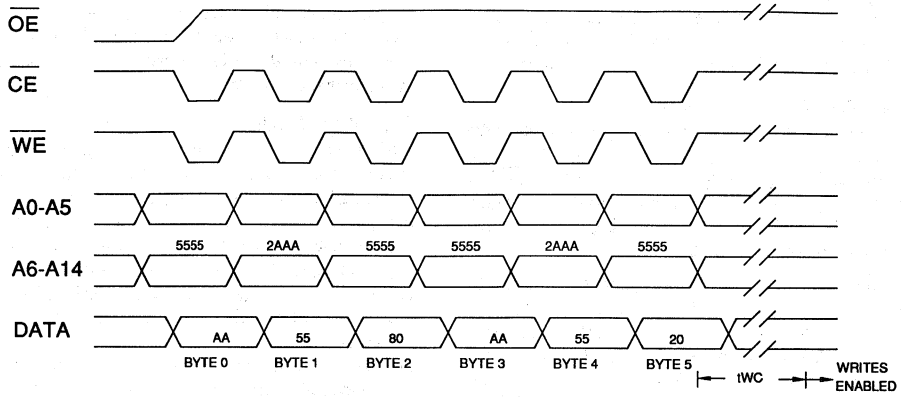 OE
CE
WE
A0-A5
5555 2AAA 5555 5555 2AAA 5555
A6-A14
DATA
AA 55 80 AA 55 20
BYTE 0 BYTE 1 BYTE 2 BYTE 3 BYTE 4 BYTE 5
tWC
WRITES
ENABLED